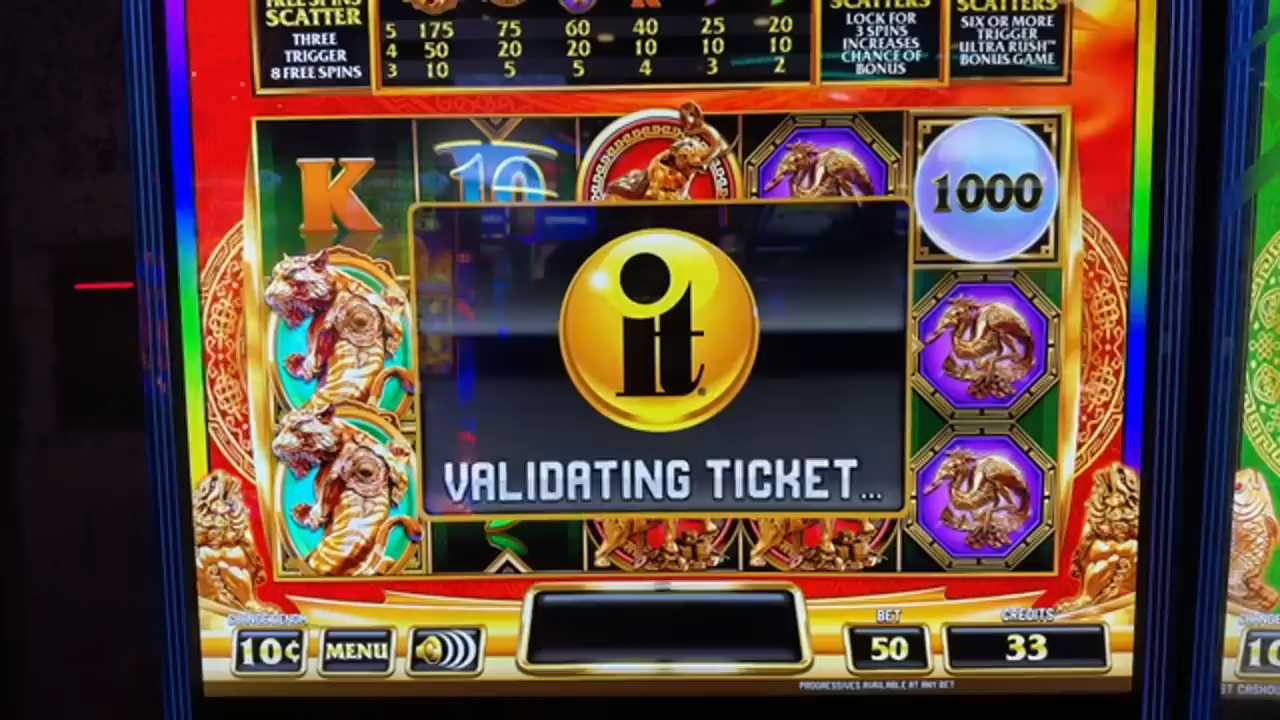 FREE SPINS
SCATTER
THREE
TRIGGER
8 FREE SPINS
5 175 75 60 40 25 20
4 50 20 20 10 10 10
3 10 5 5 4 3 2
SCATTERS
LOCK FOR
3 SPINS
INCREASES
CHANCE OF
BONUS
SCATTERS
SIX OR MORE
TRIGGER
ULTRA RUSH™
BONUS GAME
K
10
1000
it®
VALIDATING TICKET...
CHANGE DENOM
10¢
MENU
BET
50
CREDITS
33
PROGRESSIVES AVAILABLE AT ANY BET